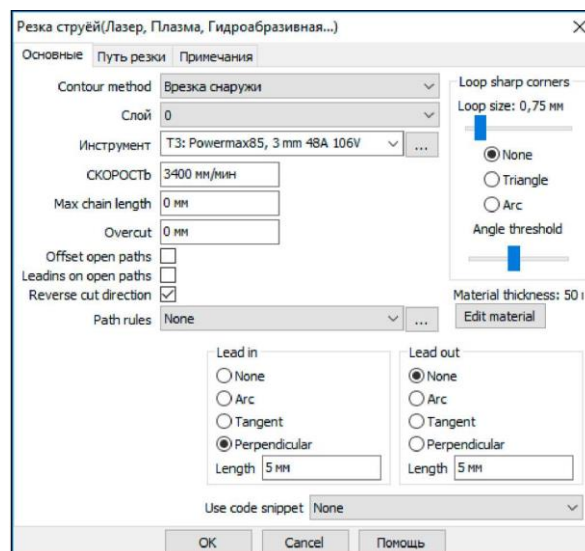 Резка струёй(Лазер, Плазма, Гидроабразивная...)
Основные Путь резки Примечания
Contour method Врезка снаружи
Слой 0
Инструмент T3: Powermax85, 3 mm 48A 106V ...
СКОРОСТЬ 3400 мм/мин
Max chain length 0 мм
Overcut 0 мм
Offset open paths
Leadins on open paths
Reverse cut direction
Path rules None ...
Loop sharp corners
Loop size: 0,75 мм
None
Triangle
Arc
Angle threshold
Material thickness: 50
Edit material
Lead in
None
Arc
Tangent
Perpendicular
Length 5 мм
Lead out
None
Arc
Tangent
Perpendicular
Length 5 мм
Use code snippet None
OK Cancel Помощь